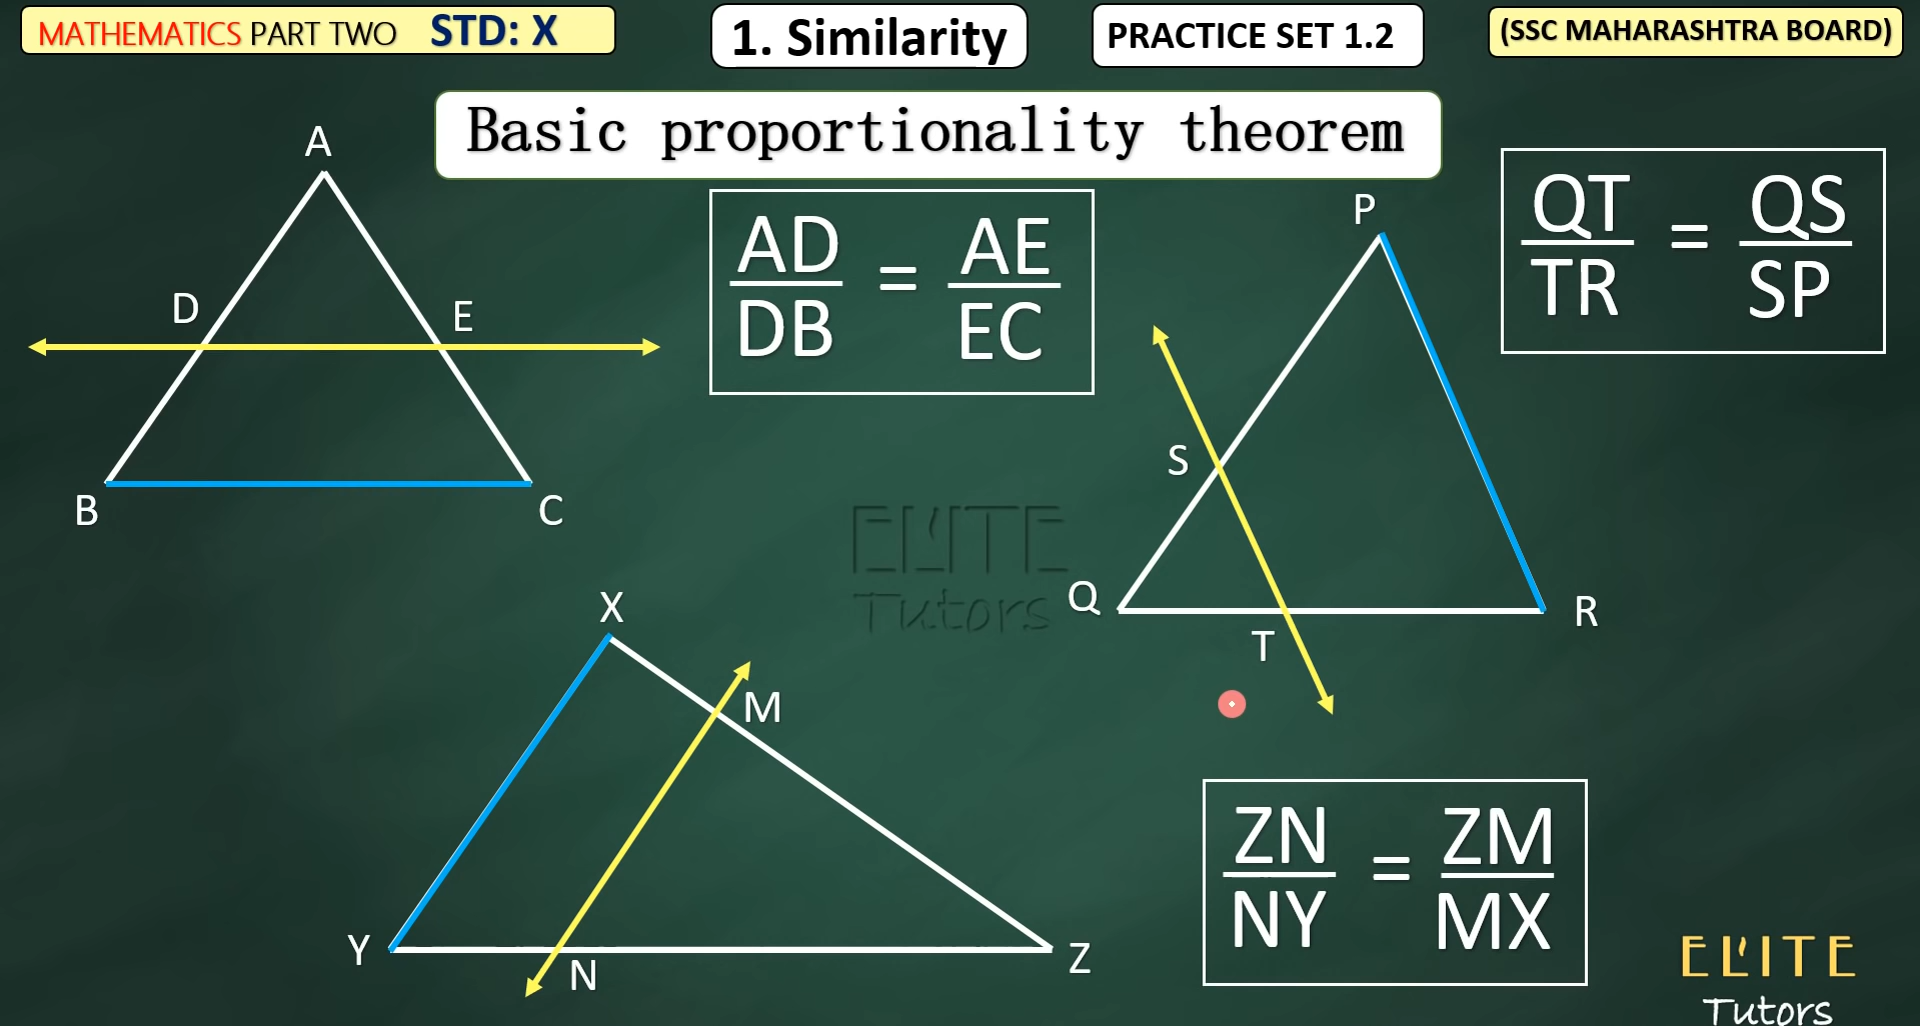 MATHEMATICS PART TWO STD: X
1. Similarity
PRACTICE SET 1.2
(SSC MAHARASHTRA BOARD)
Basic proportionality theorem
A
D
E
B
C
AD
DB
=
AE
EC
P
S
Q
R
T
QT
TR
=
QS
SP
ELITE
Tutors
X
M
Y
N
Z
ZN
NY
=
ZM
MX
ELITE
Tutors